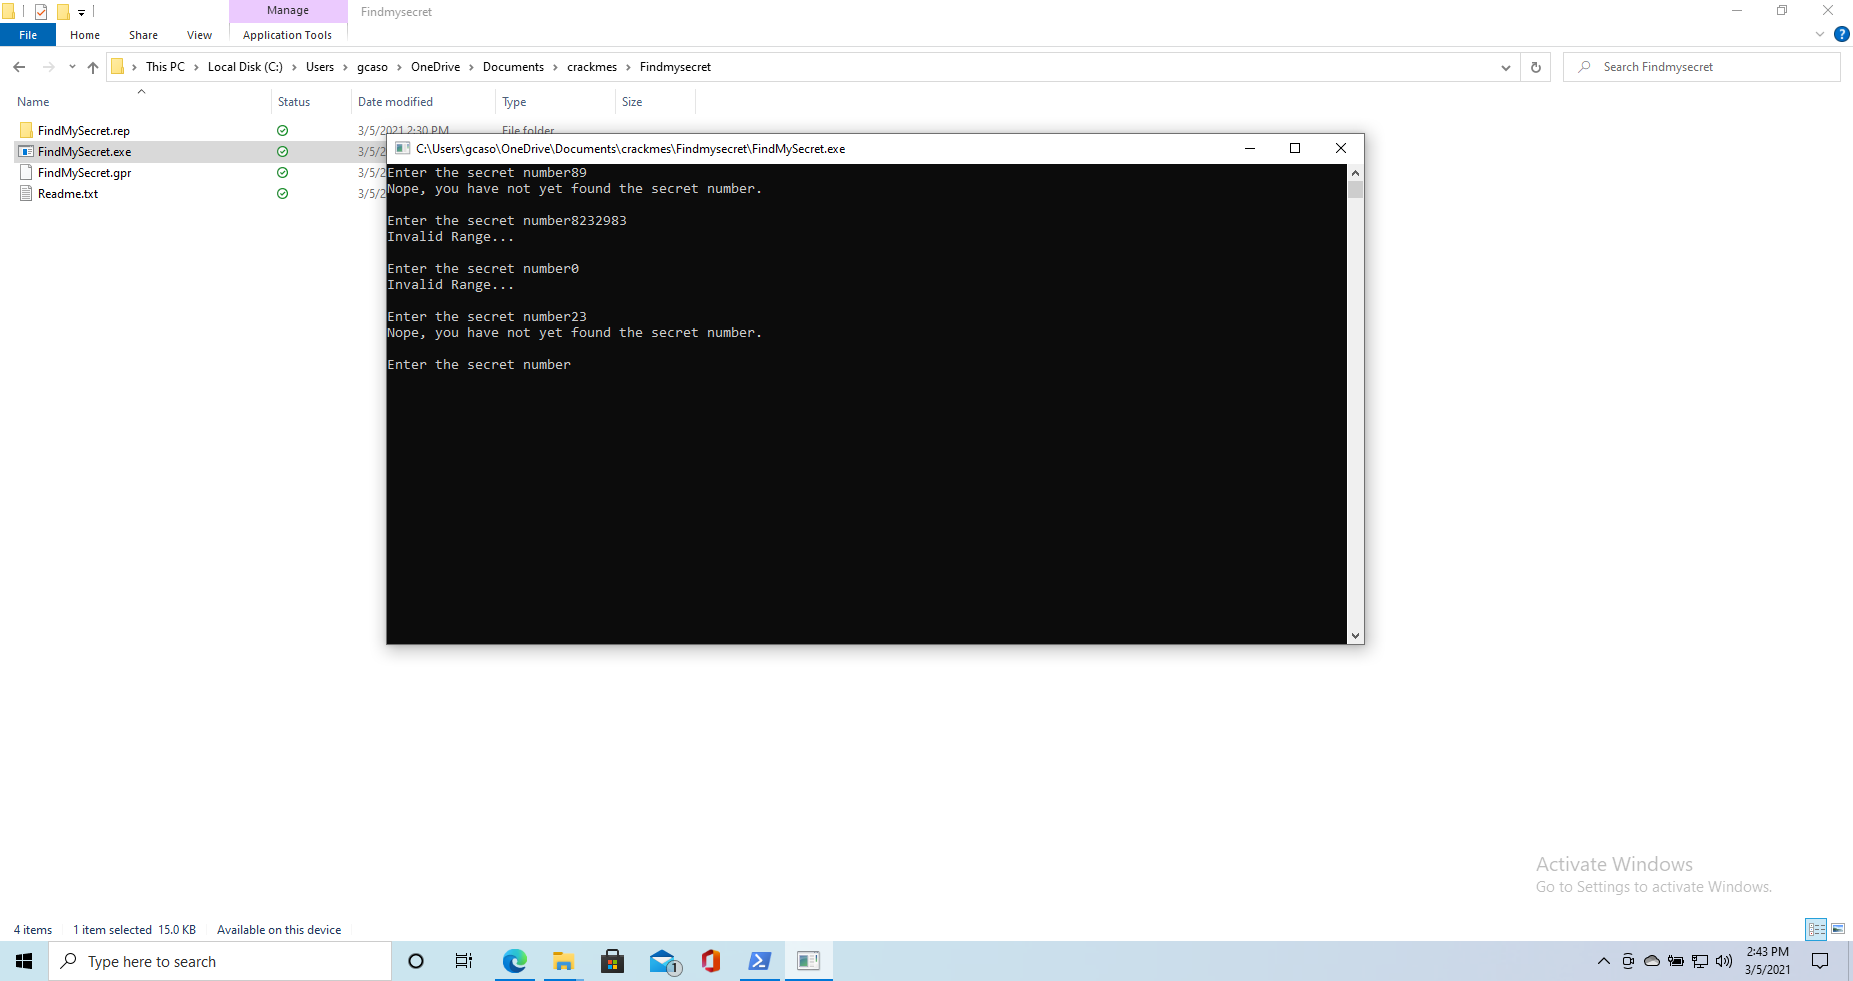 Manage
Findmysecret
File
Home
Share
View
Application Tools
?
This PC
Local Disk (C:)
Users
gcaso
OneDrive
Documents
crackmes
Findmysecret
Search Findmysecret
Name
Status
Date modified
Type
Size
FindMySecret.rep
3/5/2021 2:30 PM
File folder
FindMySecret.exe
3/5/2
FindMySecret.gpr
3/5/2
Readme.txt
3/5/2
C:\Users\gcaso\OneDrive\Documents\crackmes\Findmysecret\FindMySecret.exe
Enter the secret number89
Nope, you have not yet found the secret number.
Enter the secret number8232983
Invalid Range...
Enter the secret number0
Invalid Range...
Enter the secret number23
Nope, you have not yet found the secret number.
Enter the secret number
Activate Windows
Go to Settings to activate Windows.
4 items
1 item selected 15.0 KB
Available on this device
Type here to search
1
2:43 PM
3/5/2021